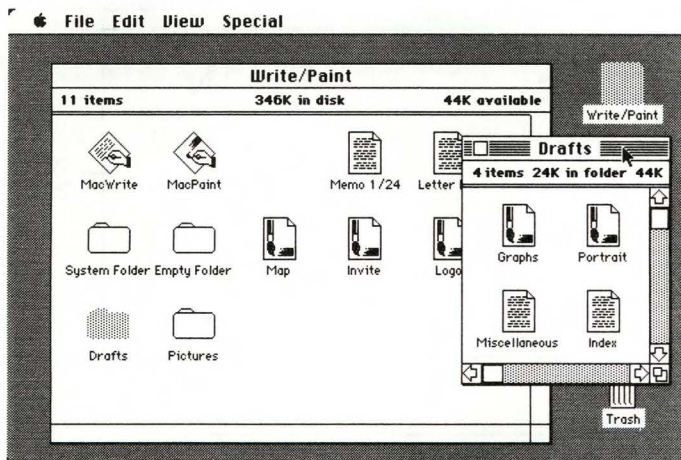 File Edit View Special
Write/Paint
11 items 346K in disk 44K available
Write/Paint
MacWrite MacPaint Memo 1/24 Letter
Drafts
4 items 24K in folder 44K
System Folder Empty Folder Map Invite Logo
Graphs Portrait
Drafts Pictures
Miscellaneous Index
Trash